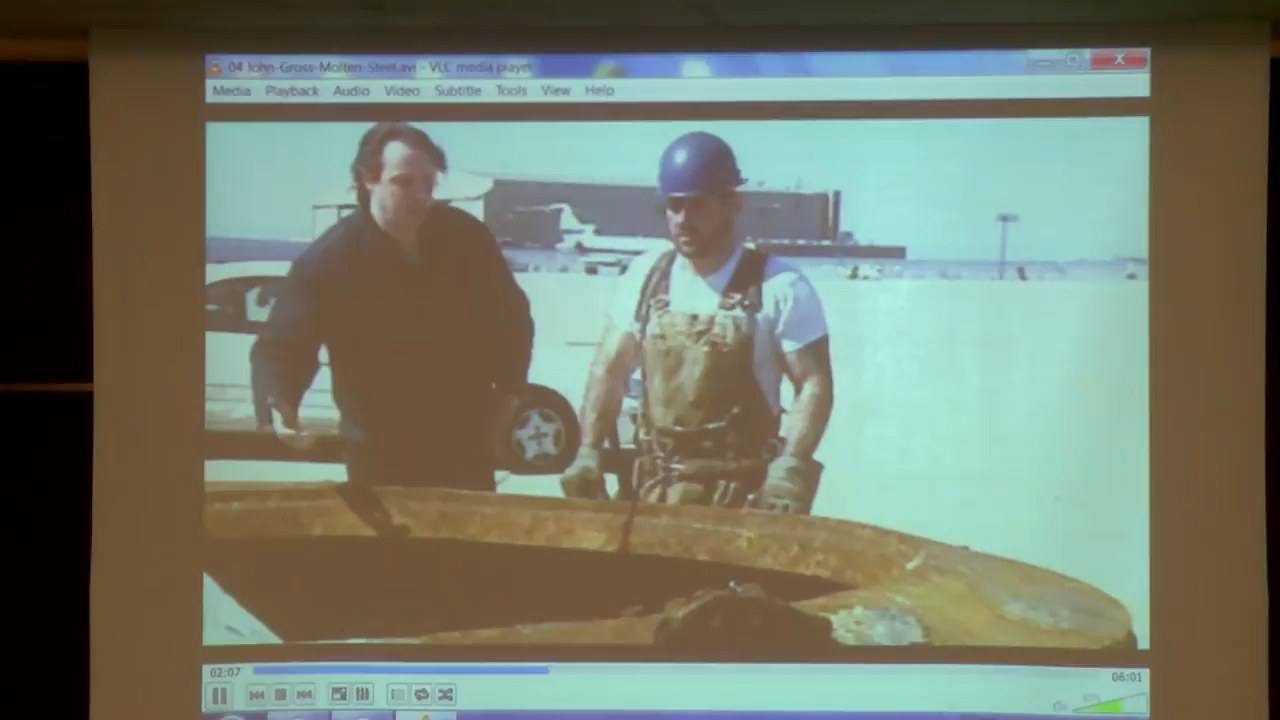 04 John-Gross-Molten-Steel.avi - VLC media player
Media Playback Audio Video Subtitle Tools View Help
02:07
06:01